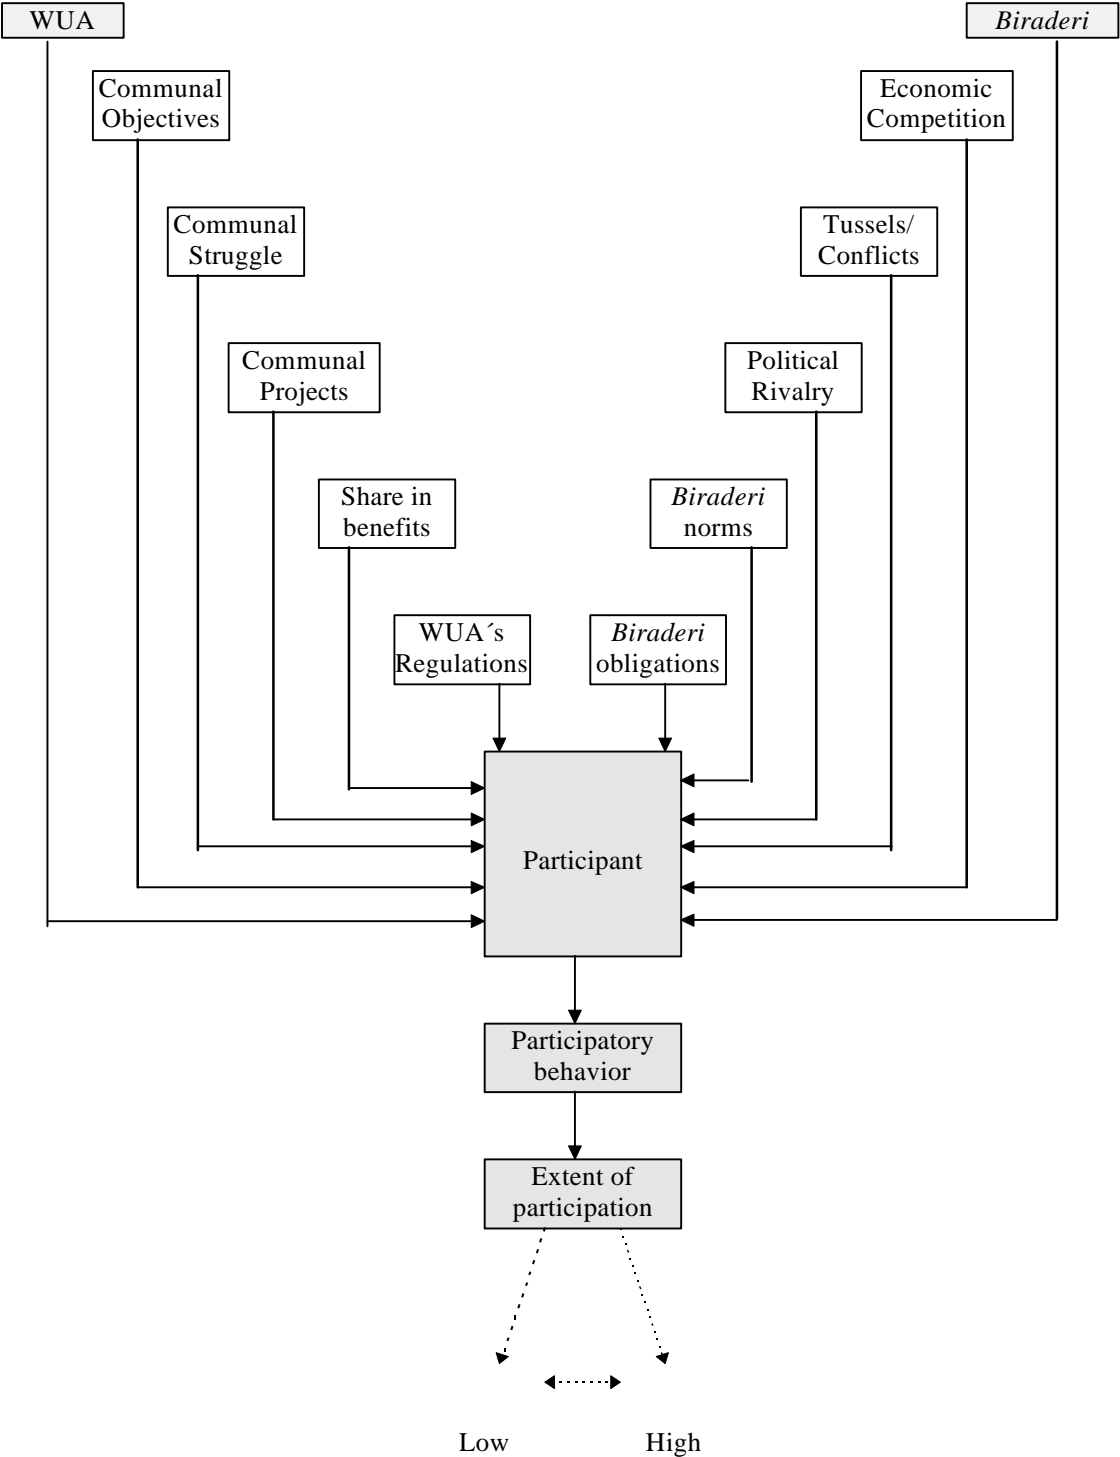 WUA
Biraderi
Communal
Objectives
Economic
Competition
Communal
Struggle
Tussels/
Conflicts
Communal
Projects
Political
Rivalry
Share in
benefits
Biraderi
norms
WUA´s
Regulations
Biraderi
obligations
Participant
Participatory
behavior
Extent of
participation
Low
High